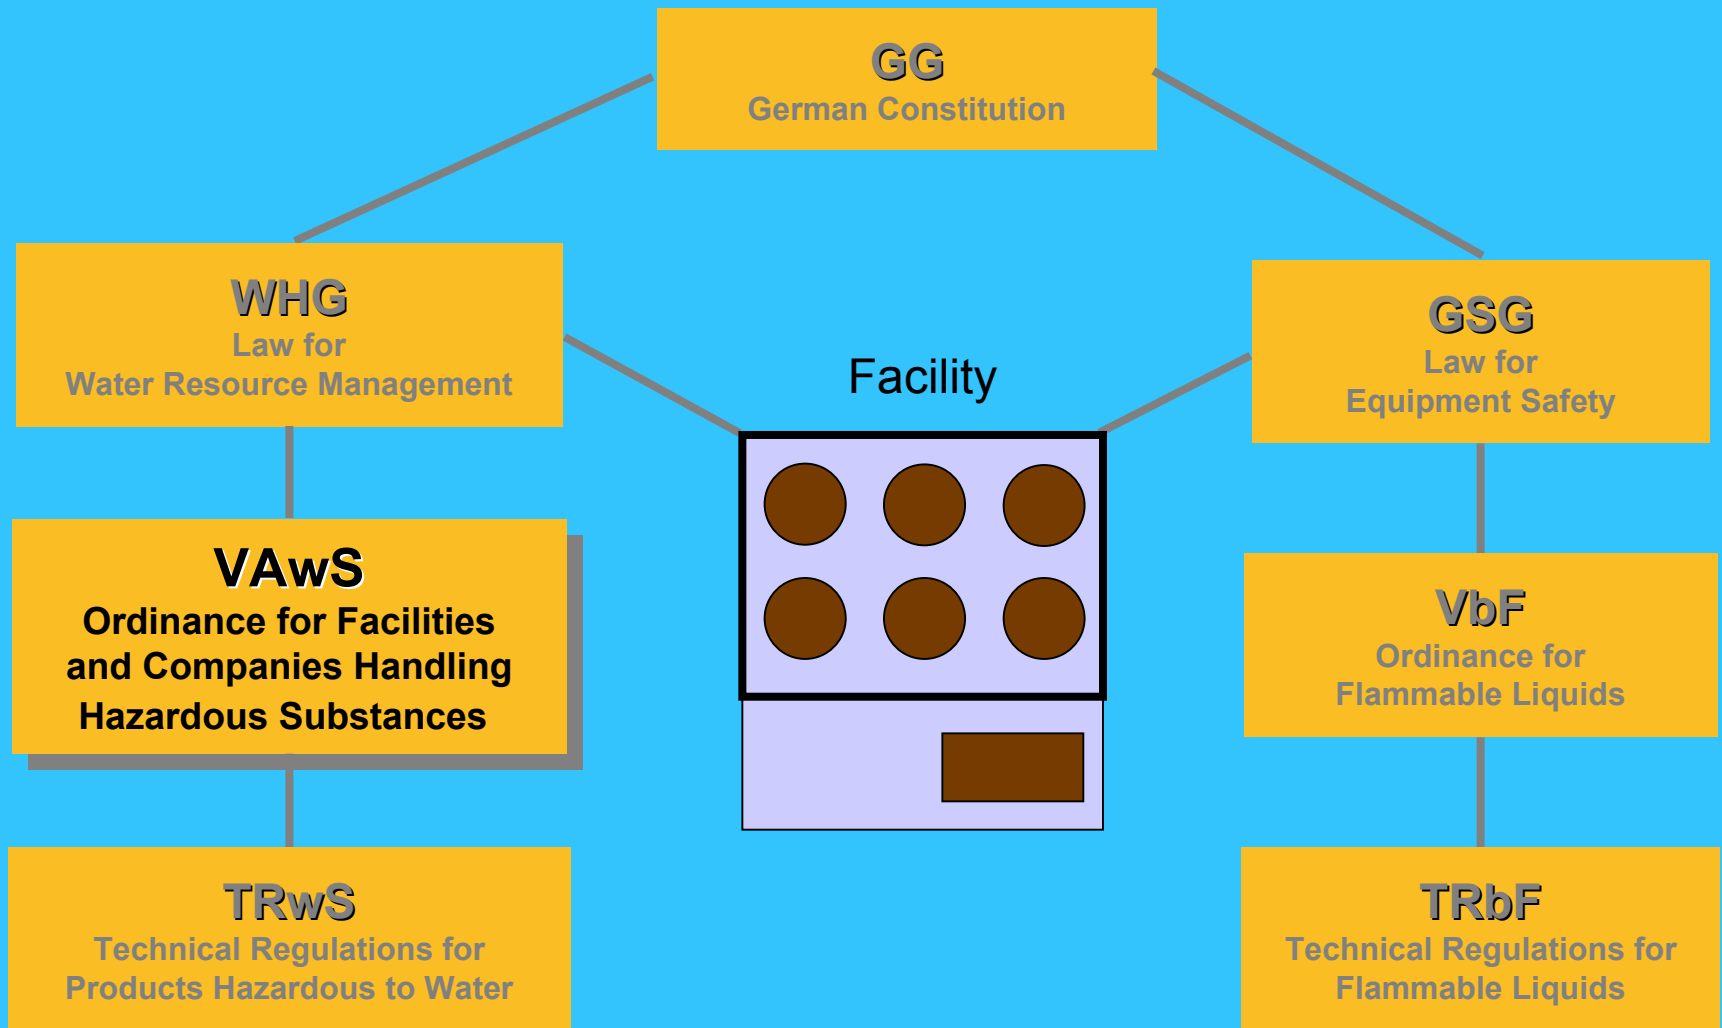 GG
German Constitution
WHG
Law for
Water Resource Management
GSG
Law for
Equipment Safety
Facility
VAwS
Ordinance for Facilities
and Companies Handling
Hazardous Substances
VbF
Ordinance for
Flammable Liquids
TRwS
Technical Regulations for
Products Hazardous to Water
TRbF
Technical Regulations for
Flammable Liquids